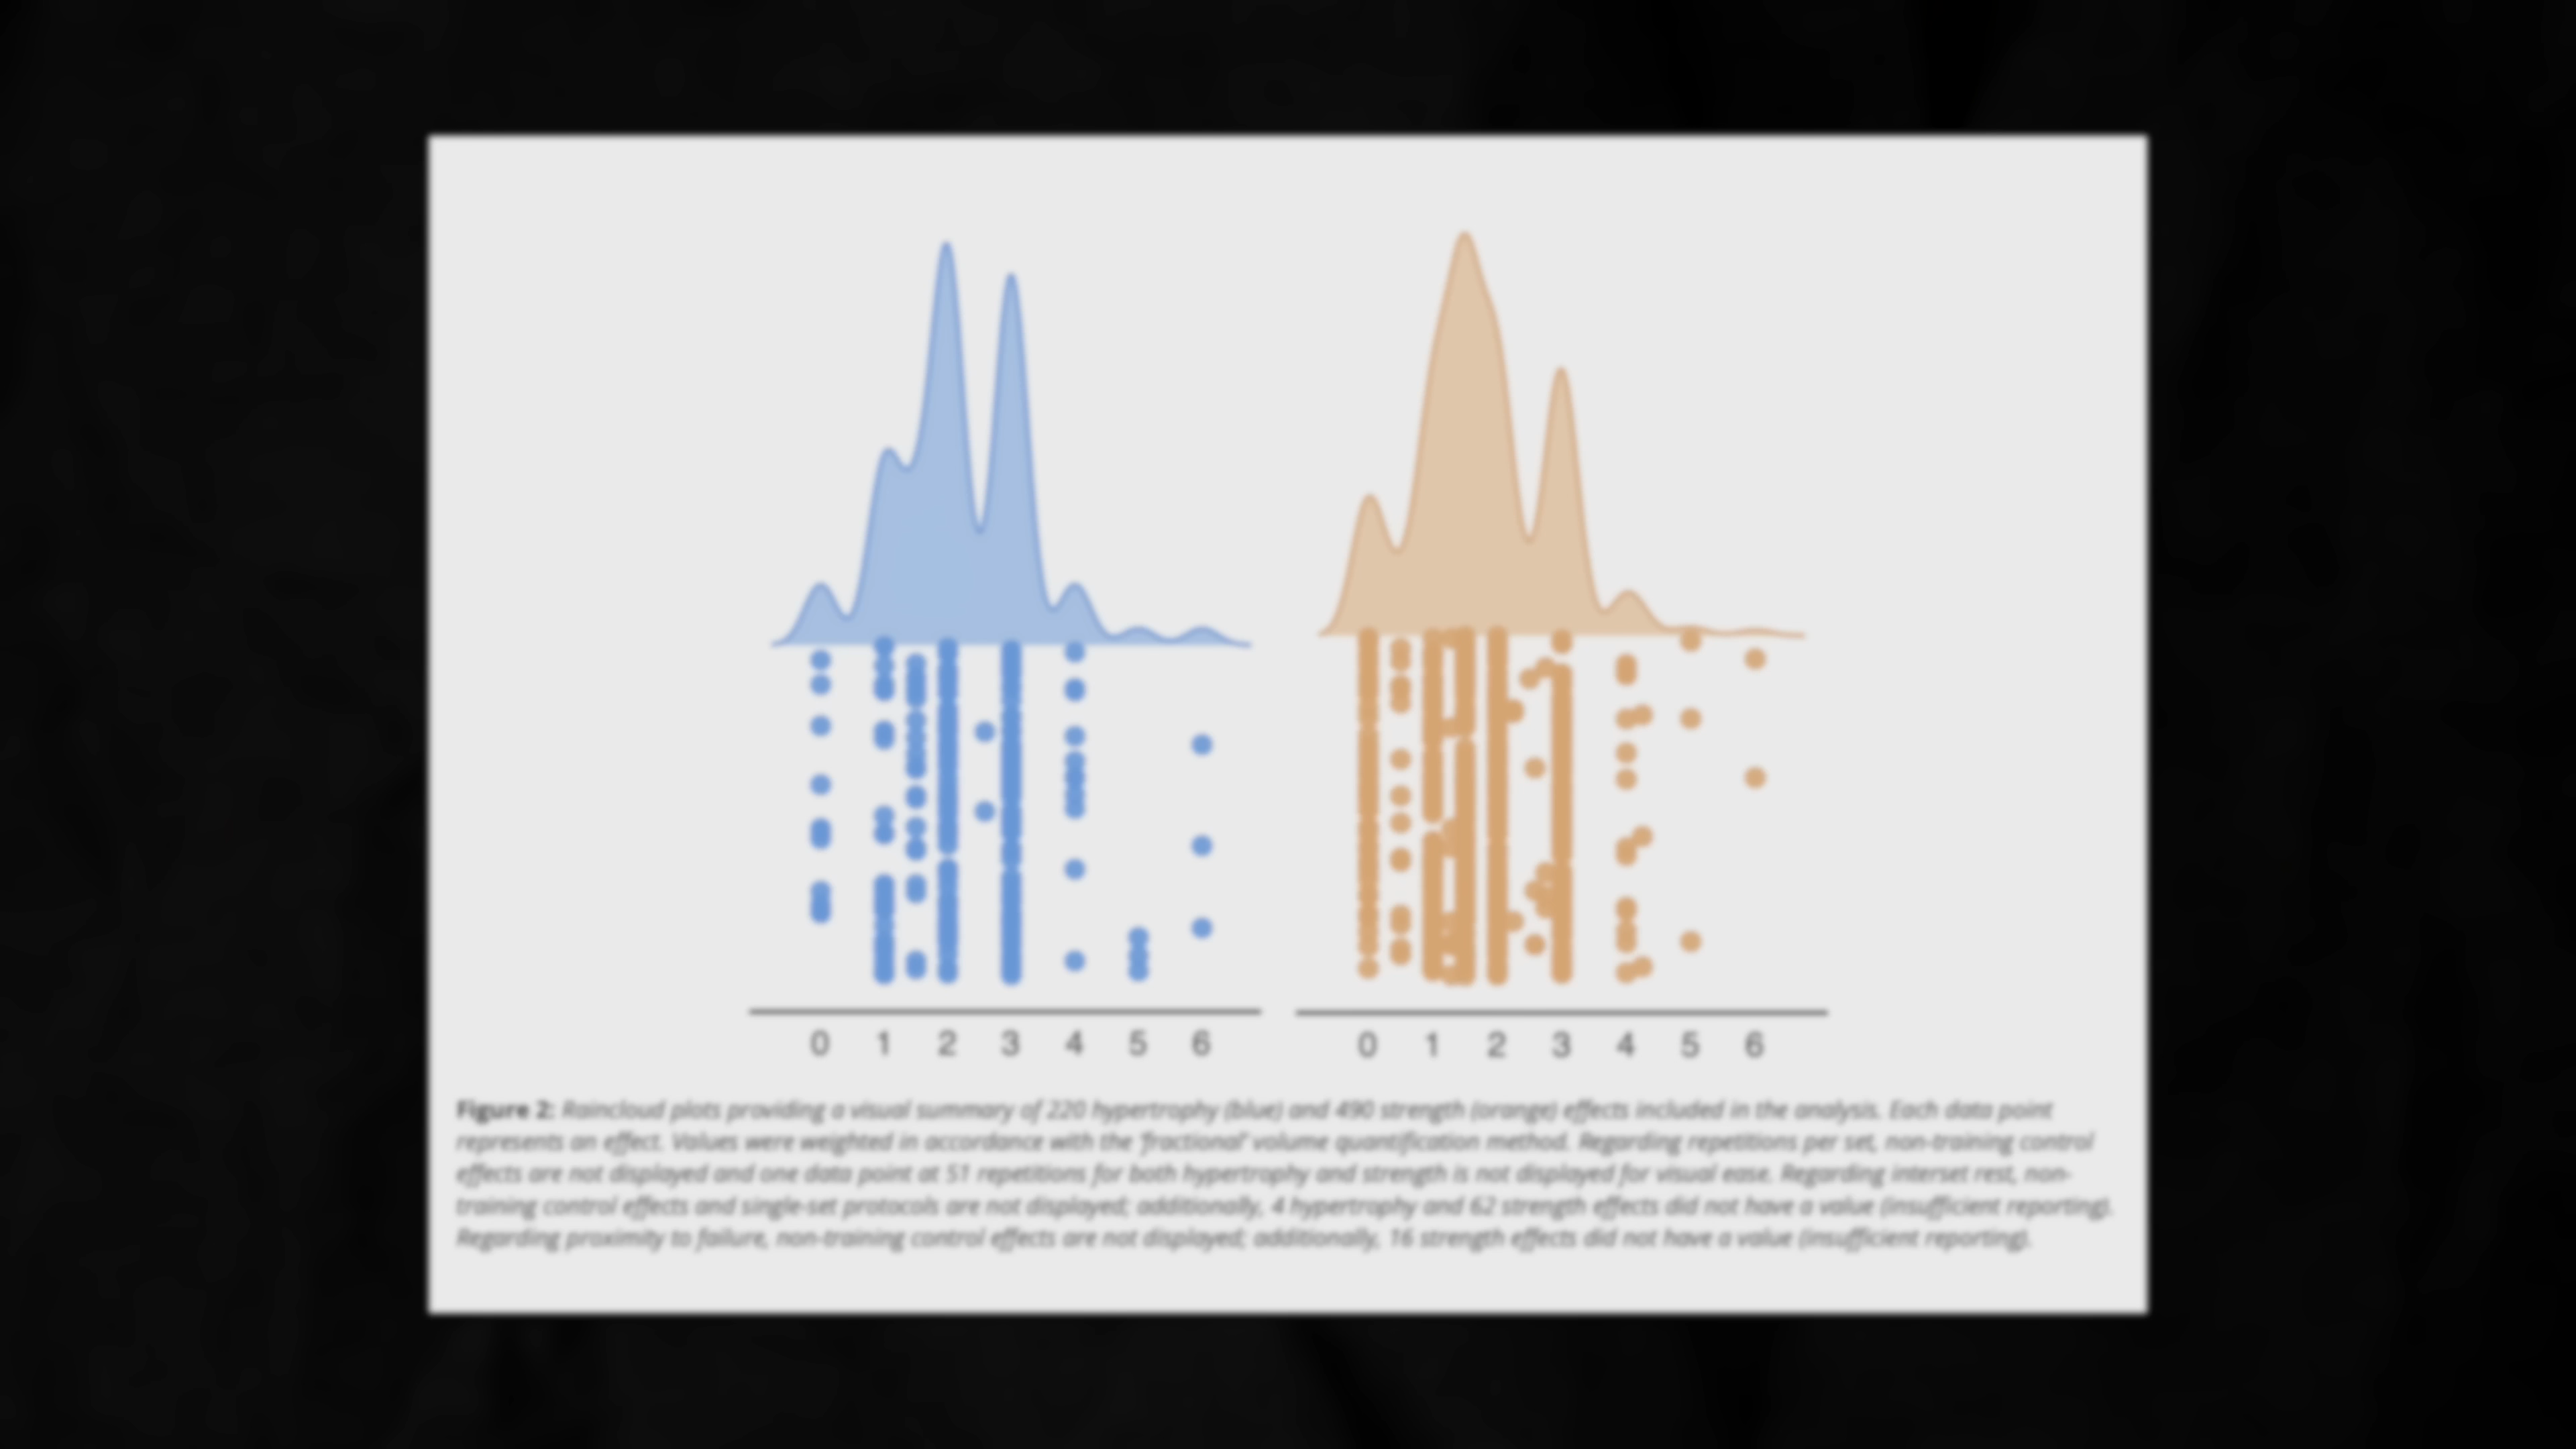 0 1 2 3 4 5 6 0 1 2 3 4 5 6
Figure 2: Raincloud plots providing a visual summary of 220 hypertrophy (blue) and 490 strength (orange) effects included in the analysis. Each data point
represents an effect. Values were weighted in accordance with the 'fractional' volume quantification method. Regarding repetitions per set, non-training control
effects are not displayed and one data point at 51 repetitions for both hypertrophy and strength is not displayed for visual ease. Regarding interset rest, non-
training control effects and single-set protocols are not displayed; additionally, 4 hypertrophy and 62 strength effects did not have a value (insufficient reporting).
Regarding proximity to failure, non-training control effects are not displayed; additionally, 16 strength effects did not have a value (insufficient reporting).